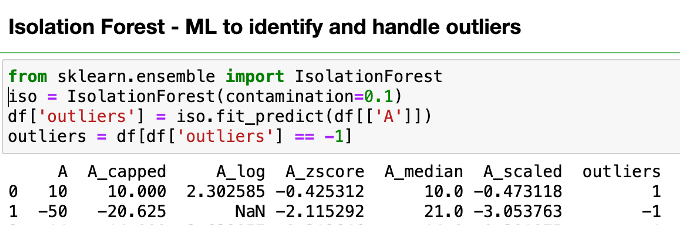 Isolation Forest - ML to identify and handle outliers
from sklearn.ensemble import IsolationForest
iso = IsolationForest(contamination=0.1)
df['outliers'] = iso.fit_predict(df[['A']])
outliers = df[df['outliers'] == -1]
A A_capped A_log A_zscore A_median A_scaled outliers
0 10 10.000 2.302585 -0.425312 10.0 -0.473118 1
1 -50 -20.625 NaN -2.115292 21.0 -3.053763 -1